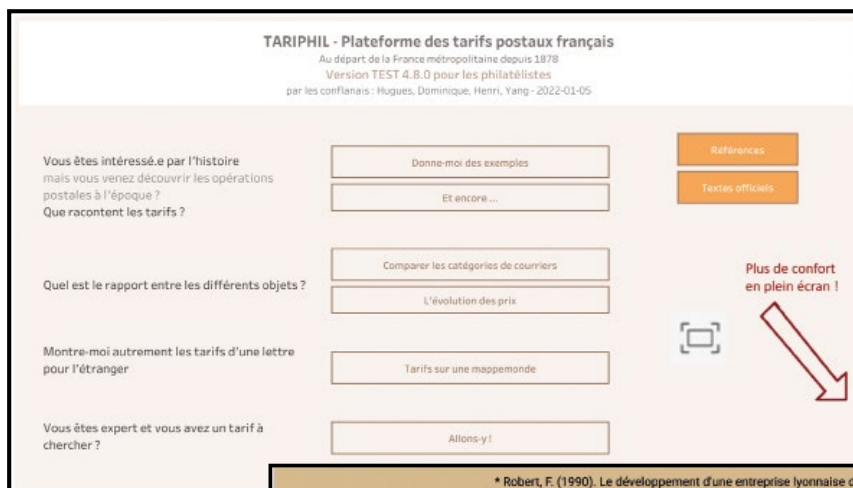 TARIPHIL - Plateforme des tarifs postaux français
Au départ de la France métropolitaine depuis 1878
Version TEST 4.8.0 pour les philatélistes
par les conflanais : Hugues, Dominique, Henri, Yang - 2022-01-05
Vous êtes intéressé.e par l'histoire
mais vous venez découvrir les opérations
postales à l'époque ?
Que racontent les tarifs ?
Donne-moi des exemples
Et encore ...
Références
Textes officiels
Quel est le rapport entre les différents objets ?
Comparer les catégories de courriers
L'évolution des prix
Plus de confort
en plein écran !
Montre-moi autrement les tarifs d'une lettre
pour l'étranger
Tarifs sur une mappemonde
Vous êtes expert et vous avez un tarif à
chercher ?
Allons-y !
* Robert, F. (1990). Le développement d'une entreprise lyonnaise d